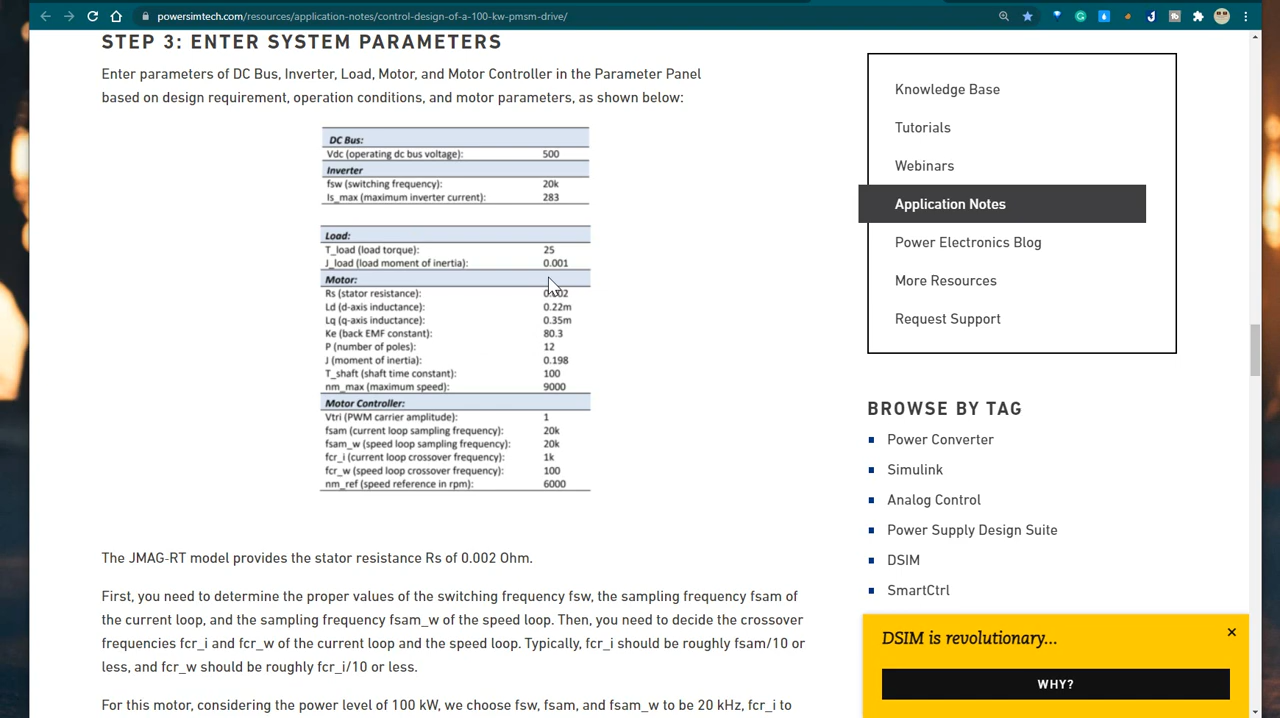 powersimtech.com/resources/application-notes/control-design-of-a-100-kw-pmsm-drive/
STEP 3: ENTER SYSTEM PARAMETERS
Enter parameters of DC Bus, Inverter, Load, Motor, and Motor Controller in the Parameter Panel
based on design requirement, operation conditions, and motor parameters, as shown below:
DC Bus:
Vdc (operating dc bus voltage): 500
Inverter
fsw (switching frequency): 20k
Is_max (maximum inverter current): 283
Load:
T_load (load torque): 25
J_load (load moment of inertia): 0.001
Motor:
Rs (stator resistance): 0.002
Ld (d-axis inductance): 0.22m
Lq (q-axis inductance): 0.35m
Ke (back EMF constant): 80.3
P (number of poles): 12
J (moment of inertia): 0.198
T_shaft (shaft time constant): 100
nm_max (maximum speed): 9000
Motor Controller:
Vtri (PWM carrier amplitude): 1
fsam (current loop sampling frequency): 20k
fsam_w (speed loop sampling frequency): 20k
fcr_i (current loop crossover frequency): 1k
fcr_w (speed loop crossover frequency): 100
nm_ref (speed reference in rpm): 6000
The JMAG-RT model provides the stator resistance Rs of 0.002 Ohm.
First, you need to determine the proper values of the switching frequency fsw, the sampling frequency fsam of
the current loop, and the sampling frequency fsam_w of the speed loop. Then, you need to decide the crossover
frequencies fcr_i and fcr_w of the current loop and the speed loop. Typically, fcr_i should be roughly fsam/10 or
less, and fcr_w should be roughly fcr_i/10 or less.
For this motor, considering the power level of 100 kW, we choose fsw, fsam, and fsam_w to be 20 kHz, fcr_i to
Knowledge Base
Tutorials
Webinars
Application Notes
Power Electronics Blog
More Resources
Request Support
BROWSE BY TAG
Power Converter
Simulink
Analog Control
Power Supply Design Suite
DSIM
SmartCtrl
DSIM is revolutionary...
WHY?